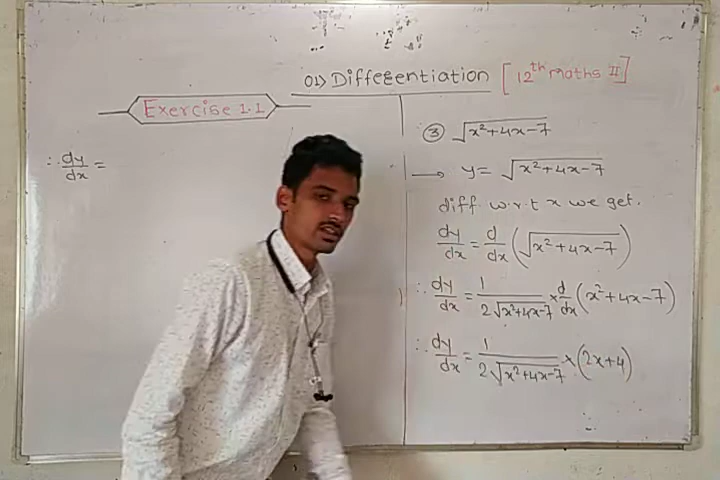 01) Differentiation [12th maths II]
Exercise 1.1
∴ dy/dx =
③ √(x²+4x-7)
→ y= √(x²+4x-7)
diff w.r.t x we get.
dy/dx = d/dx (√(x²+4x-7))
∴ dy/dx = 1/(2√(x²+4x-7)) × d/dx (x²+4x-7)
∴ dy/dx = 1/(2√(x²+4x-7)) × (2x+4)